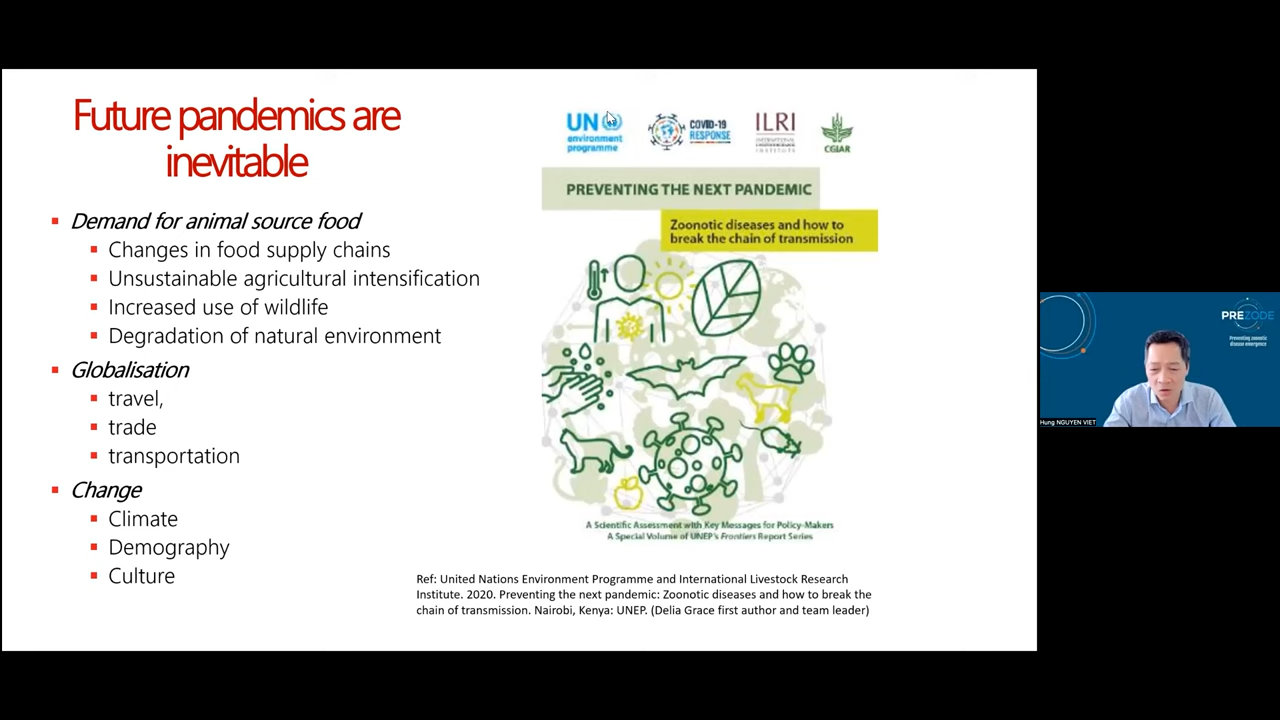 Future pandemics are
inevitable
Demand for animal source food
Changes in food supply chains
Unsustainable agricultural intensification
Increased use of wildlife
Degradation of natural environment
Globalisation
travel,
trade
transportation
Change
Climate
Demography
Culture
UN
environment
programme
COVID-19
RESPONSE
ILRI
INTERNATIONAL
LIVESTOCK RESEARCH
INSTITUTE
CGIAR
PREVENTING THE NEXT PANDEMIC
Zoonotic diseases and how to
break the chain of transmission
A Scientific Assessment with Key Messages for Policy-Makers
A Special Volume of UNEP's Frontiers Report Series
Ref: United Nations Environment Programme and International Livestock Research
Institute. 2020. Preventing the next pandemic: Zoonotic diseases and how to break the
chain of transmission. Nairobi, Kenya: UNEP. (Delia Grace first author and team leader)
PREZODE
Preventing zoonotic
disease emergence
Hung NGUYEN VIET